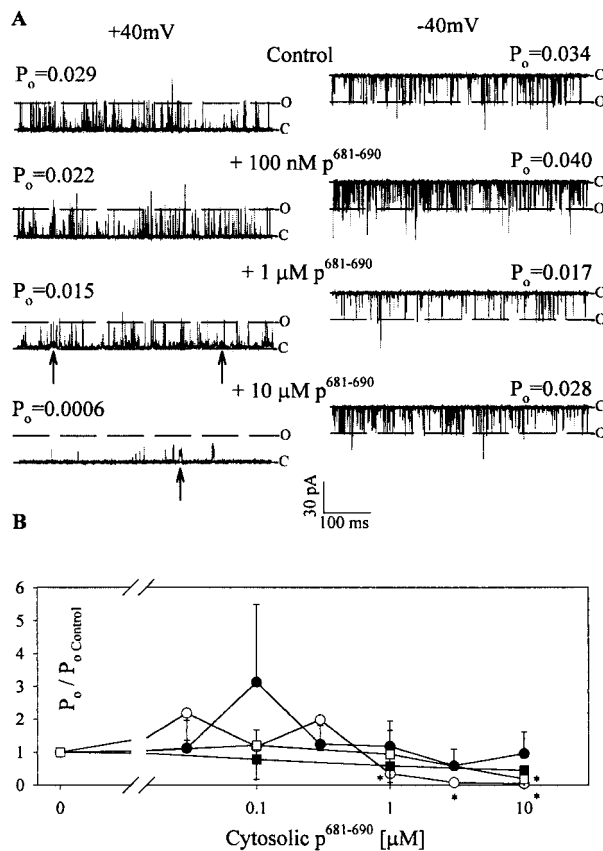 A
+40mV
-40mV
Control
Pₒ=0.029
Pₒ=0.034
O
C
C
O
+ 100 nM p⁶⁸¹⁻⁶⁹⁰
Pₒ=0.022
Pₒ=0.040
O
C
C
O
+ 1 μM p⁶⁸¹⁻⁶⁹⁰
Pₒ=0.015
Pₒ=0.017
O
C
C
O
+ 10 μM p⁶⁸¹⁻⁶⁹⁰
Pₒ=0.0006
Pₒ=0.028
O
C
C
O
30 pA
100 ms
B
Pₒ / Pₒ Control
6
5
4
3
2
1
0
* * * *
0 0.1 1 10
Cytosolic p⁶⁸¹⁻⁶⁹⁰ [μM]